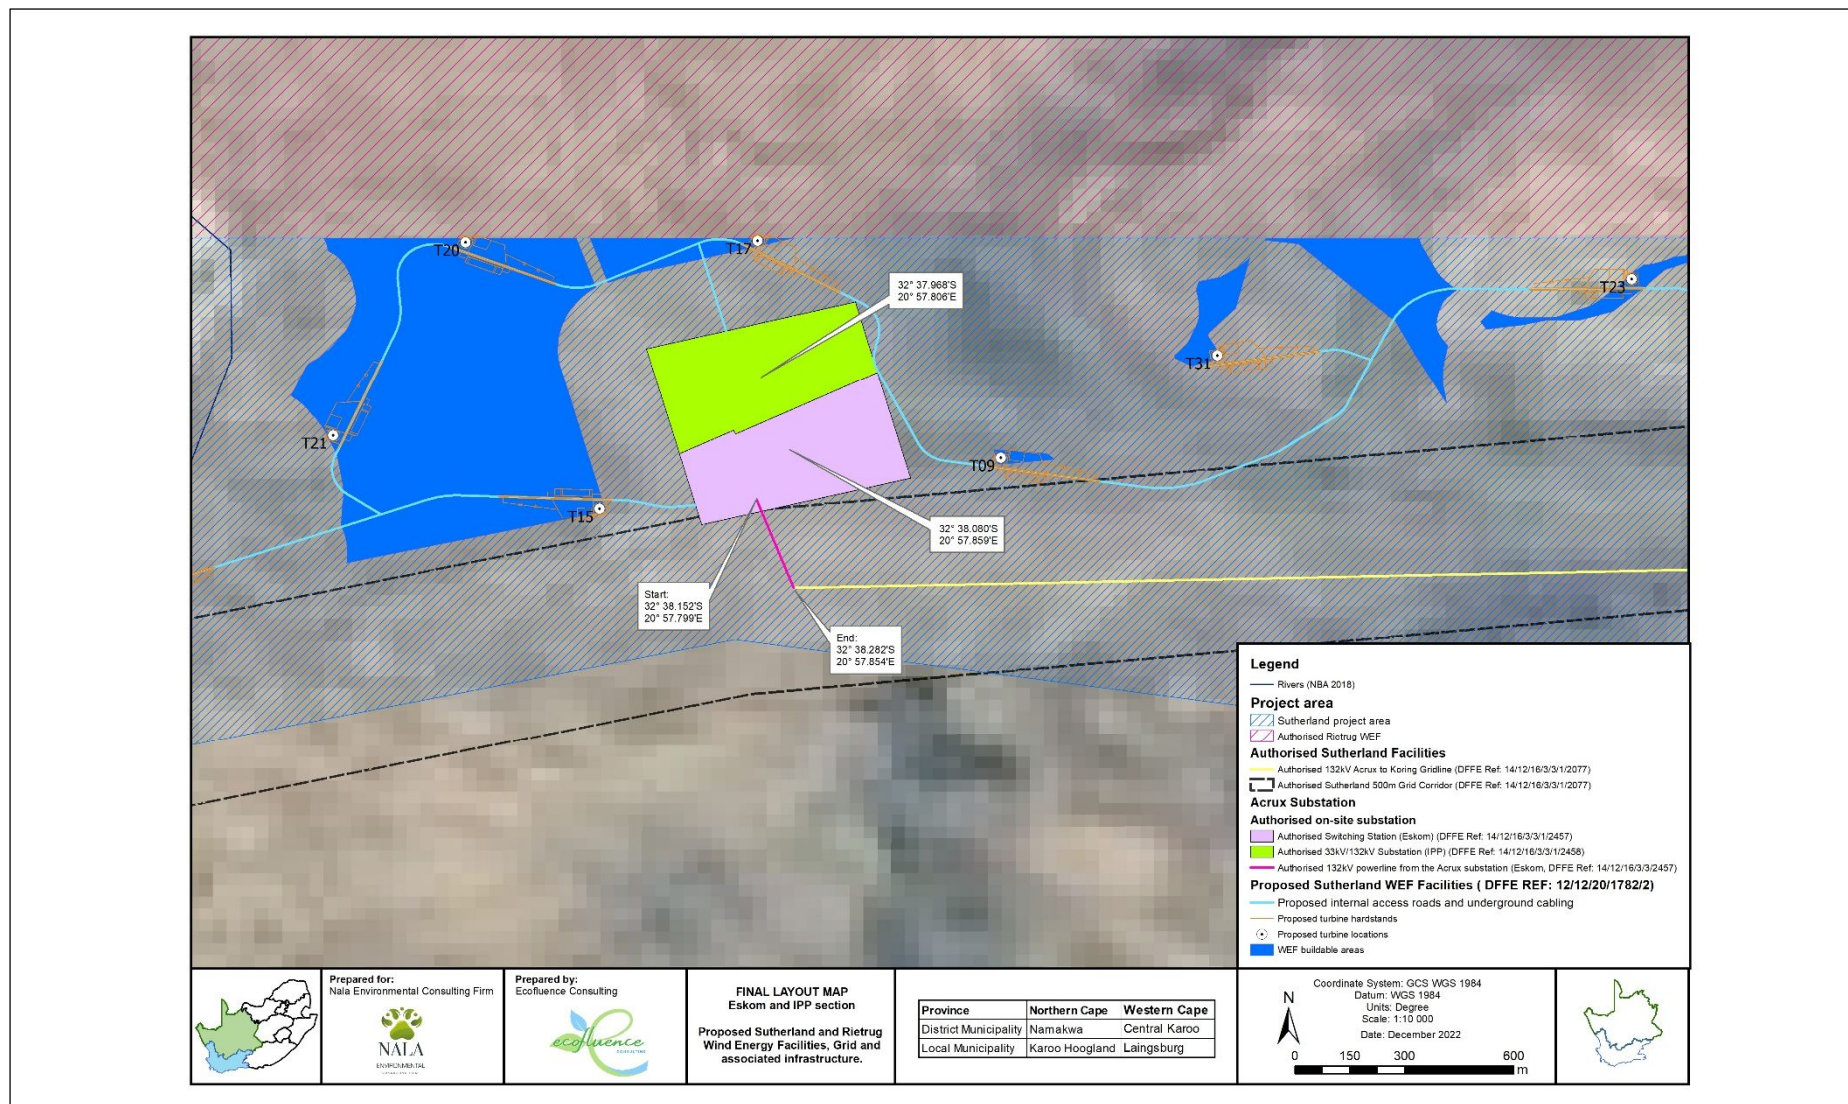 T20
T17
32° 37.968'S
20° 57.806'E
T23
T31
T21
T09
T15
32° 38.080'S
20° 57.859'E
Start:
32° 38.152'S
20° 57.799'E
End:
32° 38.282'S
20° 57.854'E
Legend
Rivers (NBA 2018)
Project area
Sutherland project area
Authorised Rietrug WEF
Authorised Sutherland Facilities
Authorised 132kV Acrux to Koring Gridline (DFFE Ref: 14/12/16/3/3/1/2077)
Authorised Sutherland 500m Grid Corridor (DFFE Ref: 14/12/16/3/3/1/2077)
Acrux Substation
Authorised on-site substation
Authorised Switching Station (Eskom) (DFFE Ref: 14/12/16/3/3/1/2457)
Authorised 33kV/132kV Substation (IPP) (DFFE Ref: 14/12/16/3/3/1/2458)
Authorised 132kV powerline from the Acrux substation (Eskom, DFFE Ref: 14/12/16/3/3/2457)
Proposed Sutherland WEF Facilities ( DFFE REF: 12/12/20/1782/2)
Proposed internal access roads and underground cabling
Proposed turbine hardstands
Proposed turbine locations
WEF buildable areas
Prepared for:
Nala Environmental Consulting Firm
NALA
ENVIRONMENTAL
Prepared by:
Ecofluence Consulting
ecofluence
CONSULTING
FINAL LAYOUT MAP
Eskom and IPP section
Proposed Sutherland and Rietrug
Wind Energy Facilities, Grid and
associated infrastructure.
Province Northern Cape Western Cape
District Municipality Namakwa Central Karoo
Local Municipality Karoo Hoogland Laingsburg
N
Coordinate System: GCS WGS 1984
Datum: WGS 1984
Units: Degree
Scale: 1:10 000
Date: December 2022
0 150 300 600
m